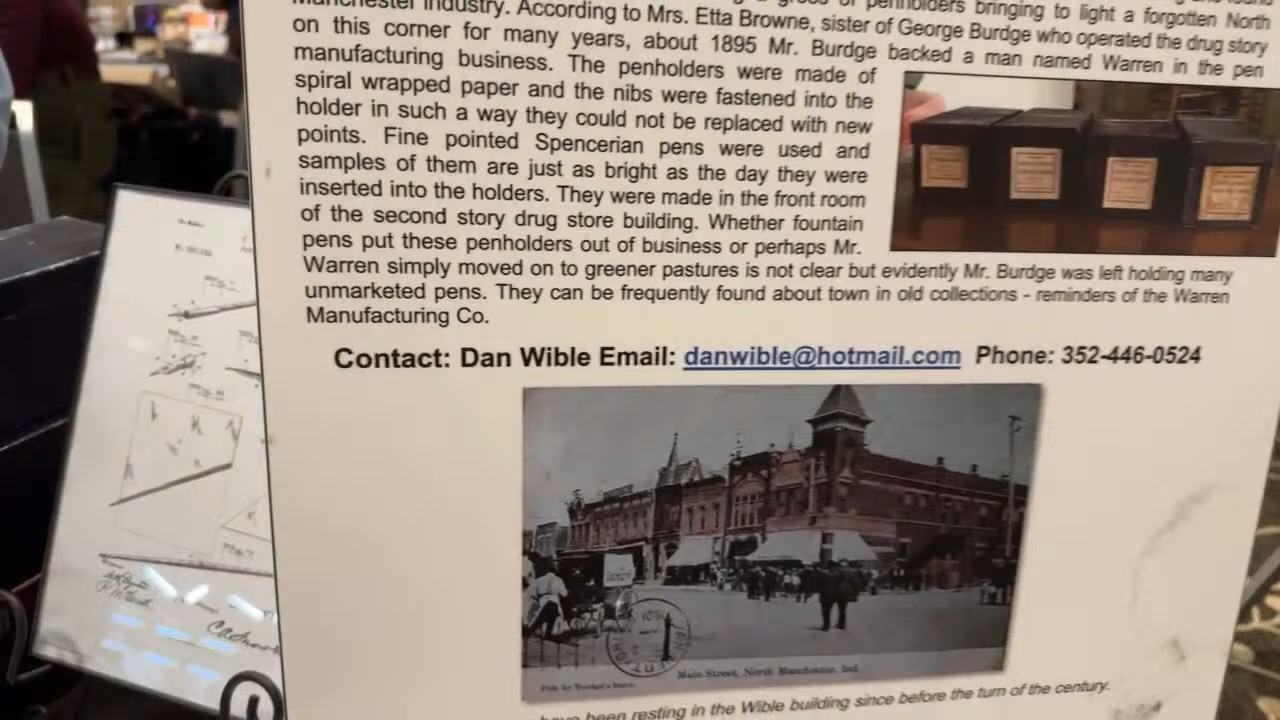 Manchester industry. According to Mrs. Etta Browne, sister of George Burdge who operated the drug story
penholders bringing to light a forgotten North
on this corner for many years, about 1895 Mr. Burdge backed a man named Warren in the pen
manufacturing business. The penholders were made of
spiral wrapped paper and the nibs were fastened into the
holder in such a way they could not be replaced with new
points. Fine pointed Spencerian pens were used and
samples of them are just as bright as the day they were
inserted into the holders. They were made in the front room
of the second story drug store building. Whether fountain
pens put these penholders out of business or perhaps Mr.
Warren simply moved on to greener pastures is not clear but evidently Mr. Burdge was left holding many
unmarketed pens. They can be frequently found about town in old collections - reminders of the Warren
Manufacturing Co.
Contact: Dan Wible Email: danwible@hotmail.com Phone: 352-446-0524
Main Street, North Manchester, Ind.
have been resting in the Wible building since before the turn of the century.